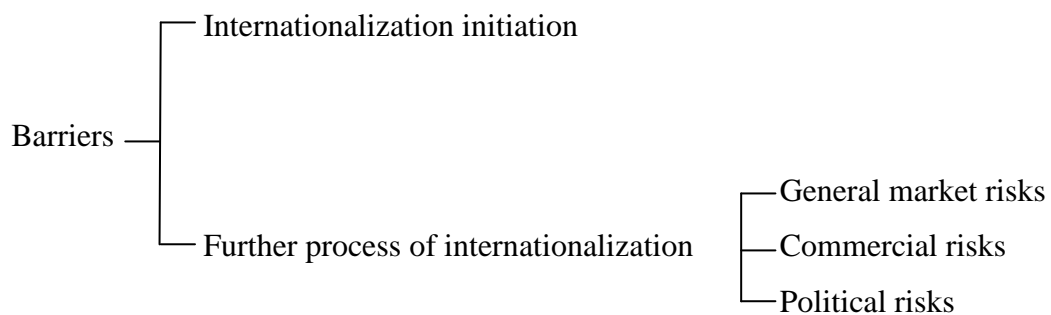 Internationalization initiation
Barriers
General market risks
Further process of internationalization
Commercial risks
Political risks